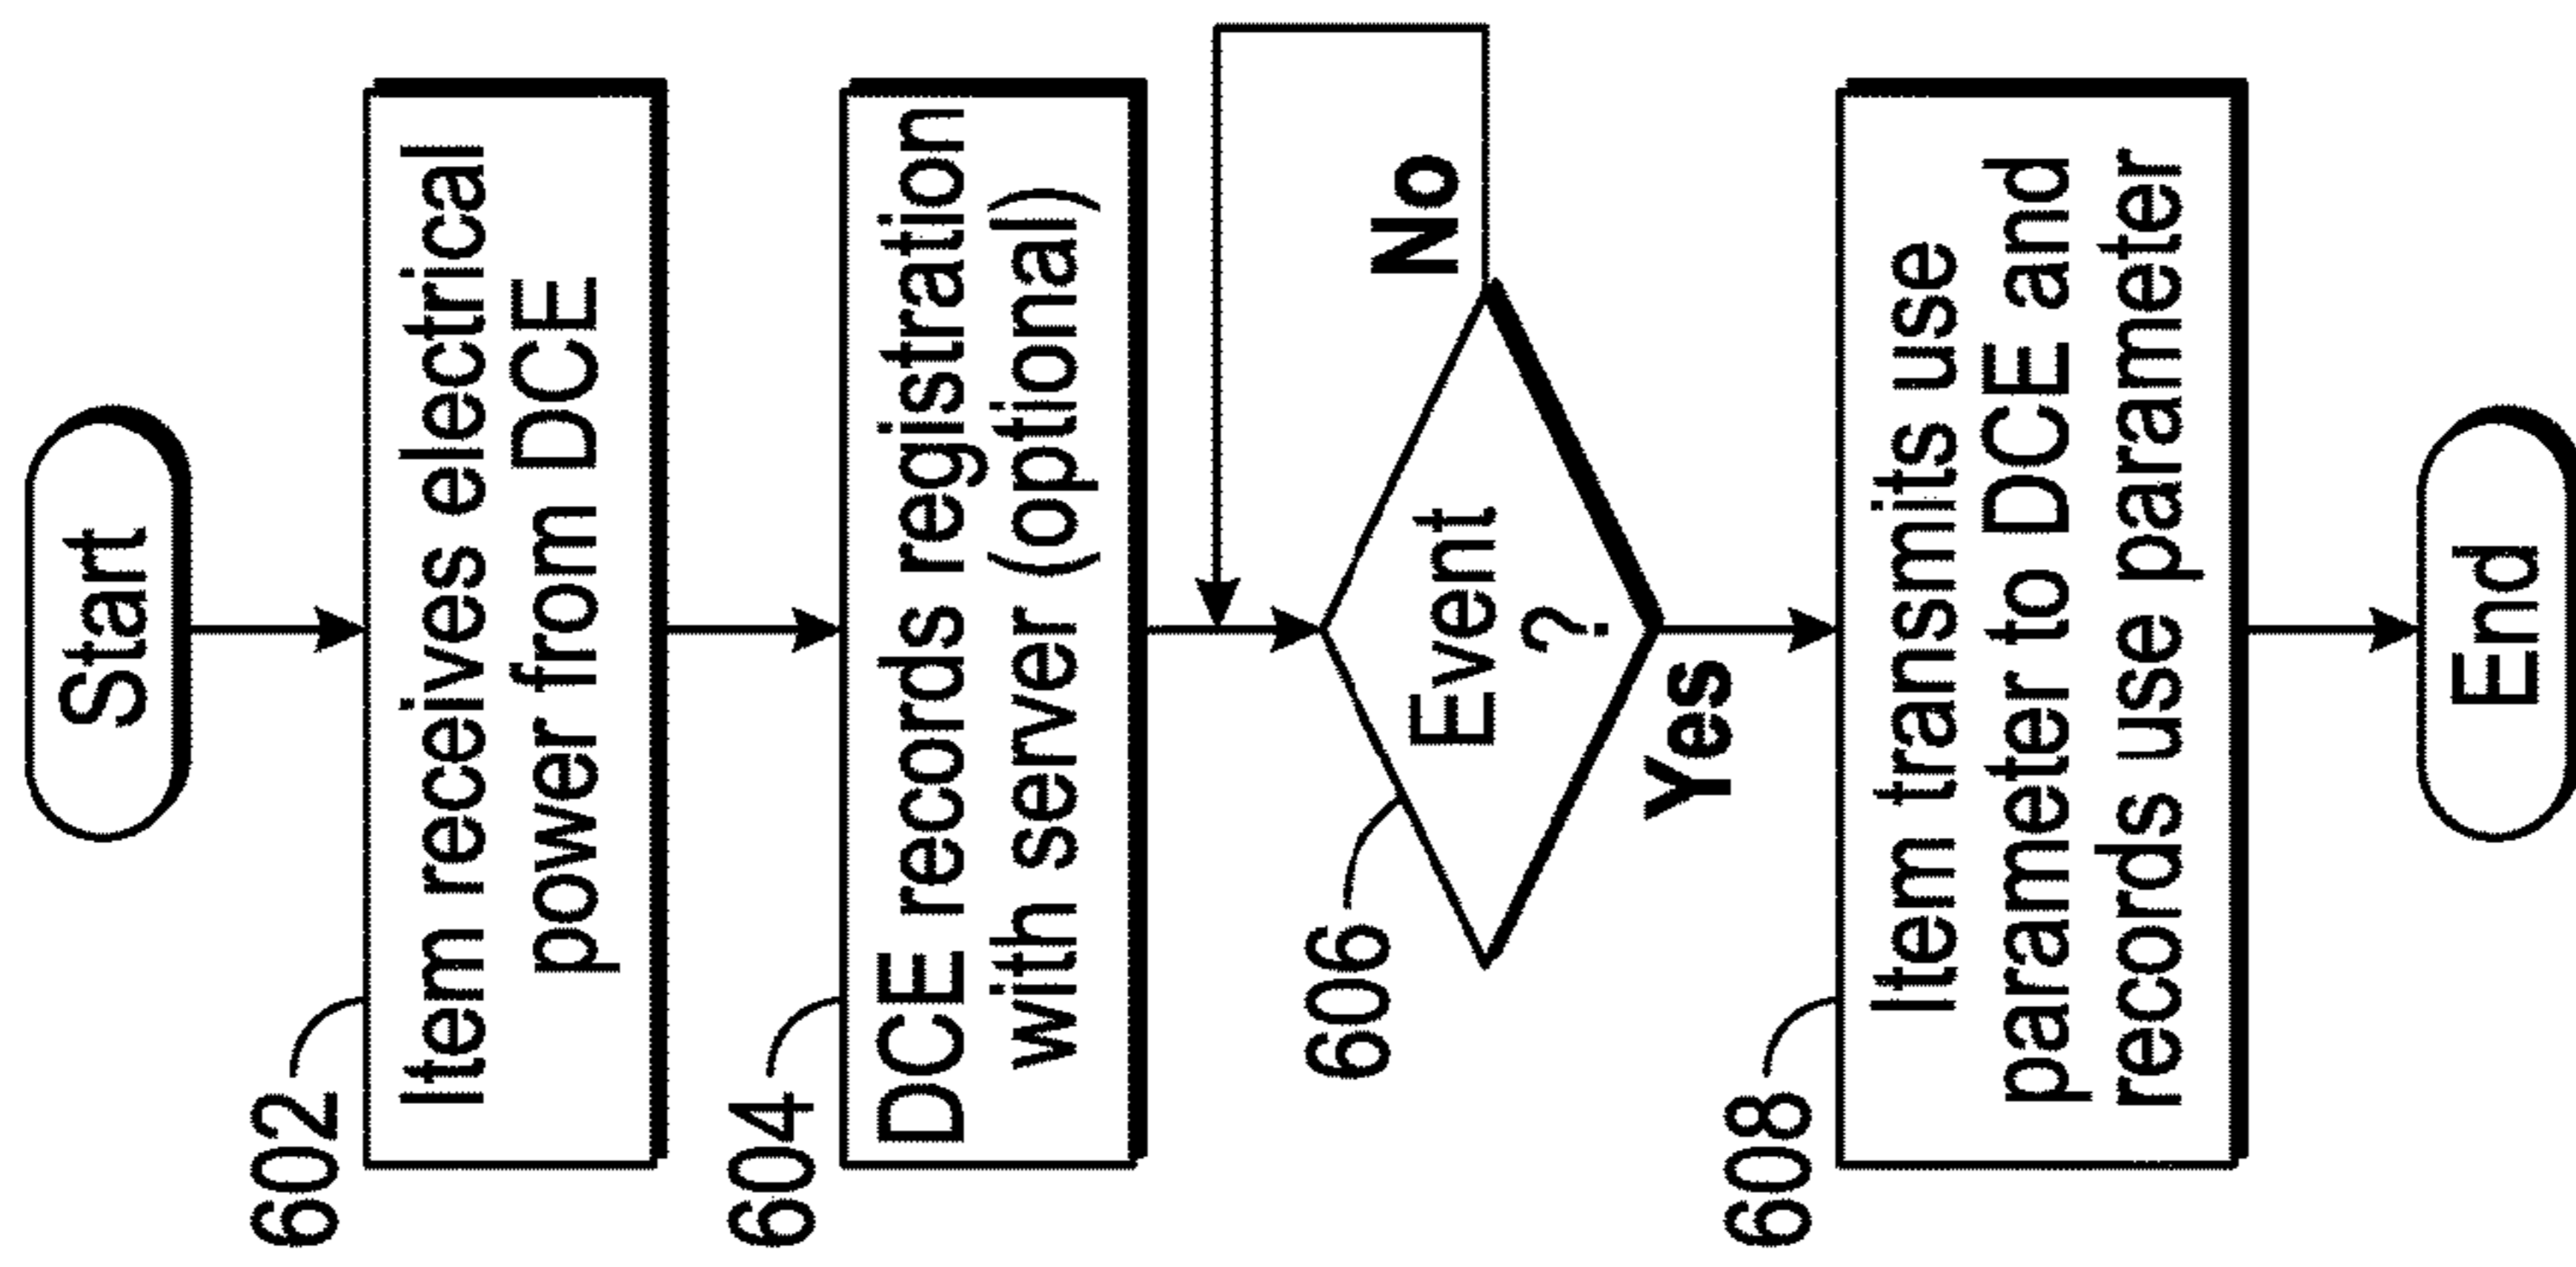 Start
602
Item receives electrical
power from DCE
604
DCE records registration
with server (optional)
606
Event
?
No
Yes
608
Item transmits use
parameter to DCE and
records use parameter
End